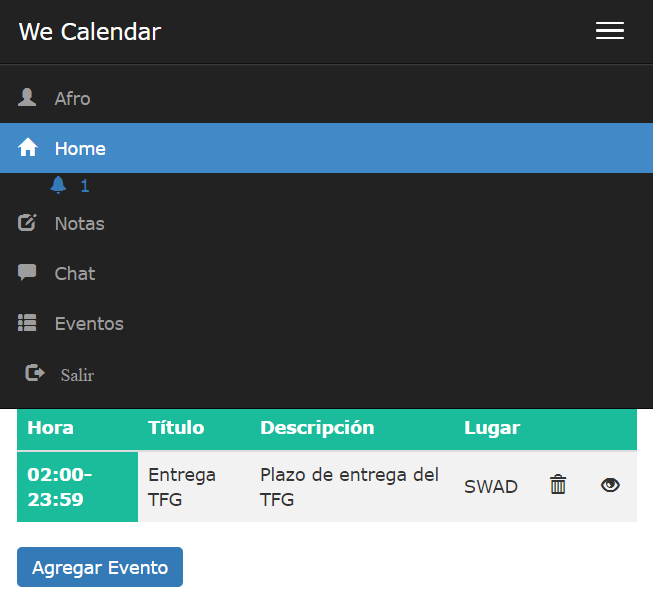 We Calendar
Afro
Home
1
Notas
Chat
Eventos
Salir
Hora Título Descripción Lugar
02:00-
23:59
Entrega
TFG
Plazo de entrega del
TFG
SWAD
Agregar Evento